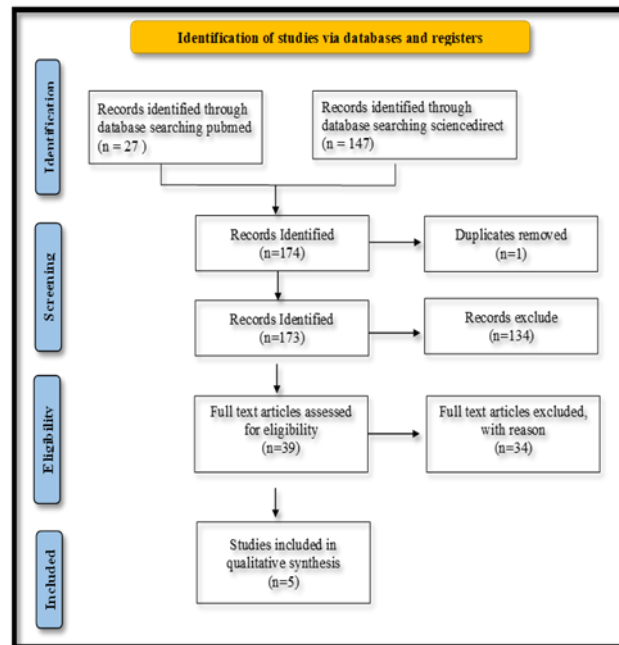 Identification of studies via databases and registers
Identification
Records identified through
database searching pubmed
(n = 27 )
Records identified through
database searching sciencedirect
(n = 147)
Screening
Records Identified
(n=174)
Duplicates removed
(n=1)
Records Identified
(n=173)
Records exclude
(n=134)
Eligibility
Full text articles assessed
for eligibility
(n=39)
Full text articles excluded,
with reason
(n=34)
Included
Studies included in
qualitative synthesis
(n=5)